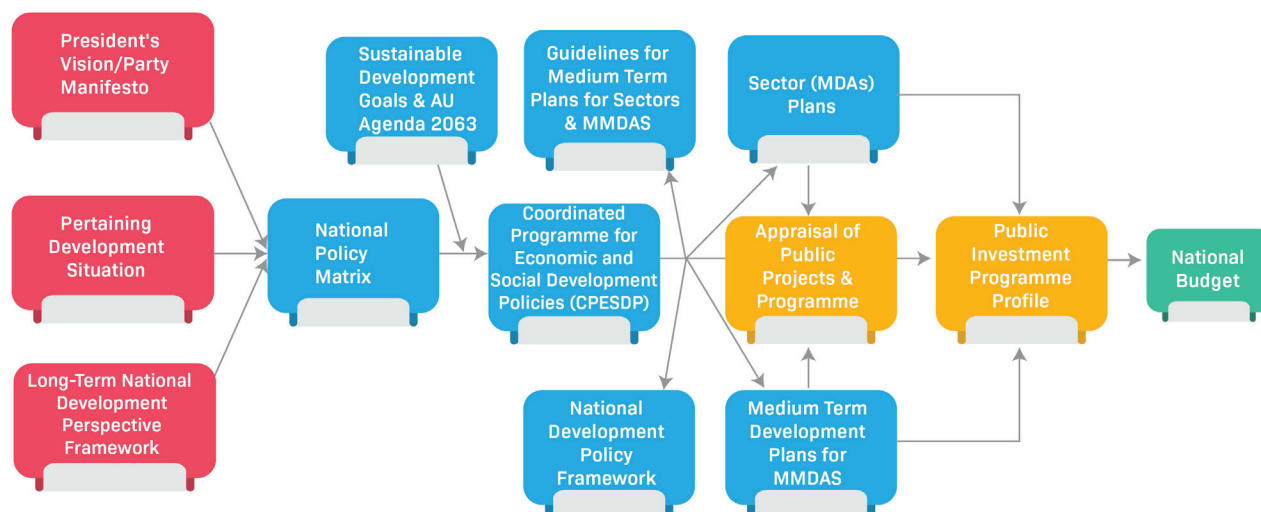 President's
Vision/Party
Manifesto
Pertaining
Development
Situation
Long-Term National
Development
Perspective
Framework
National
Policy
Matrix
Sustainable
Development
Goals & AU
Agenda 2063
Coordinated
Programme for
Economic and
Social Development
Policies (CPESDP)
Guidelines for
Medium Term
Plans for Sectors
& MMDAS
National
Development
Policy
Framework
Sector (MDAs)
Plans
Appraisal of
Public
Projects &
Programme
Medium Term
Development
Plans for
MMDAS
Public
Investment
Programme
Profile
National
Budget